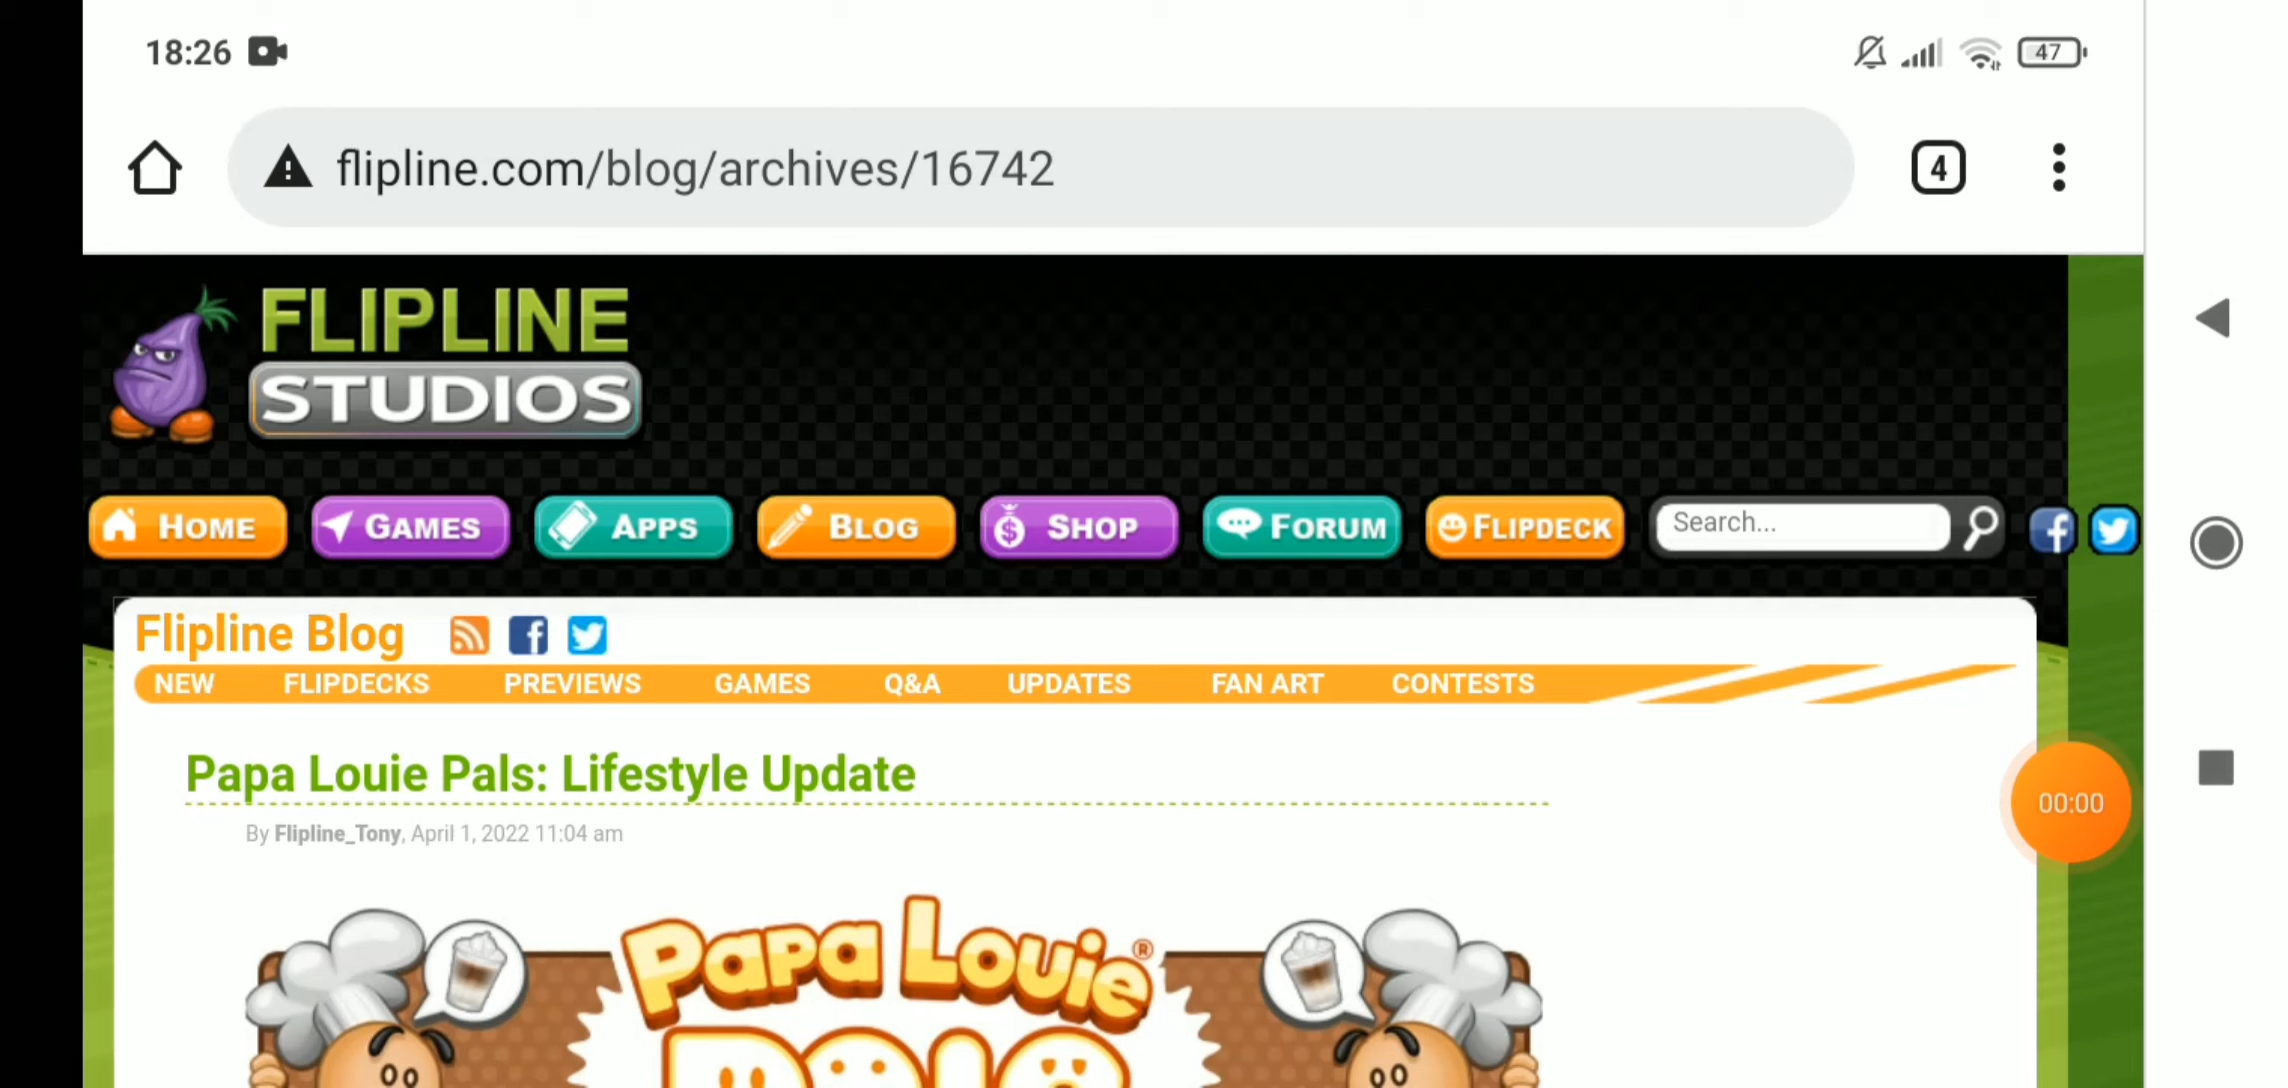 18:26
47
flipline.com/blog/archives/16742
4
FLIPLINE
STUDIOS
HOME GAMES APPS BLOG SHOP FORUM FLIPDECK Search...
Flipline Blog
NEW FLIPDECKS PREVIEWS GAMES Q&A UPDATES FAN ART CONTESTS
Papa Louie Pals: Lifestyle Update
00:00
By Flipline_Tony, April 1, 2022 11:04 am
Papa Louie®